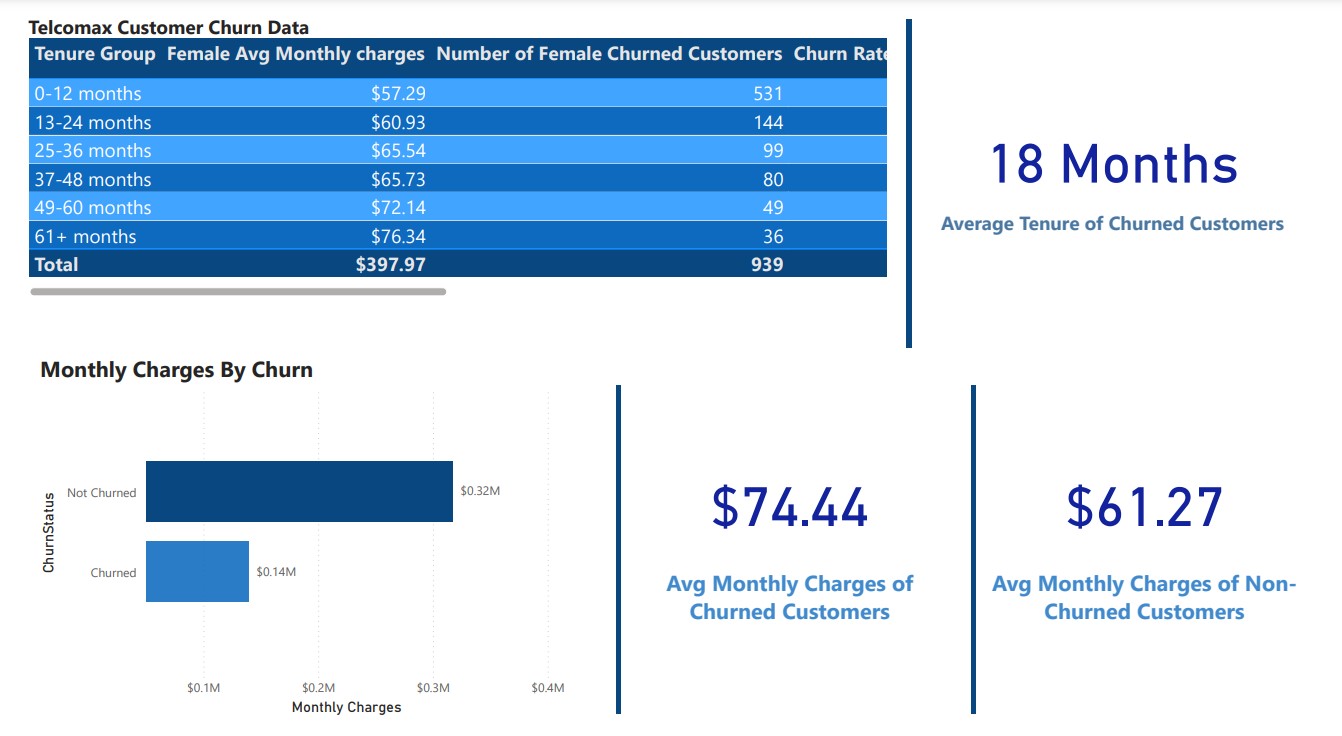 Telcomax Customer Churn Data
Tenure Group Female Avg Monthly charges Number of Female Churned Customers Churn Rate
0-12 months $57.29 531
13-24 months $60.93 144
25-36 months $65.54 99
37-48 months $65.73 80
49-60 months $72.14 49
61+ months $76.34 36
Total $397.97 939
18 Months
Average Tenure of Churned Customers
Monthly Charges By Churn
ChurnStatus
Not Churned $0.32M
Churned $0.14M
$0.1M $0.2M $0.3M $0.4M
Monthly Charges
$74.44
Avg Monthly Charges of
Churned Customers
$61.27
Avg Monthly Charges of Non-
Churned Customers